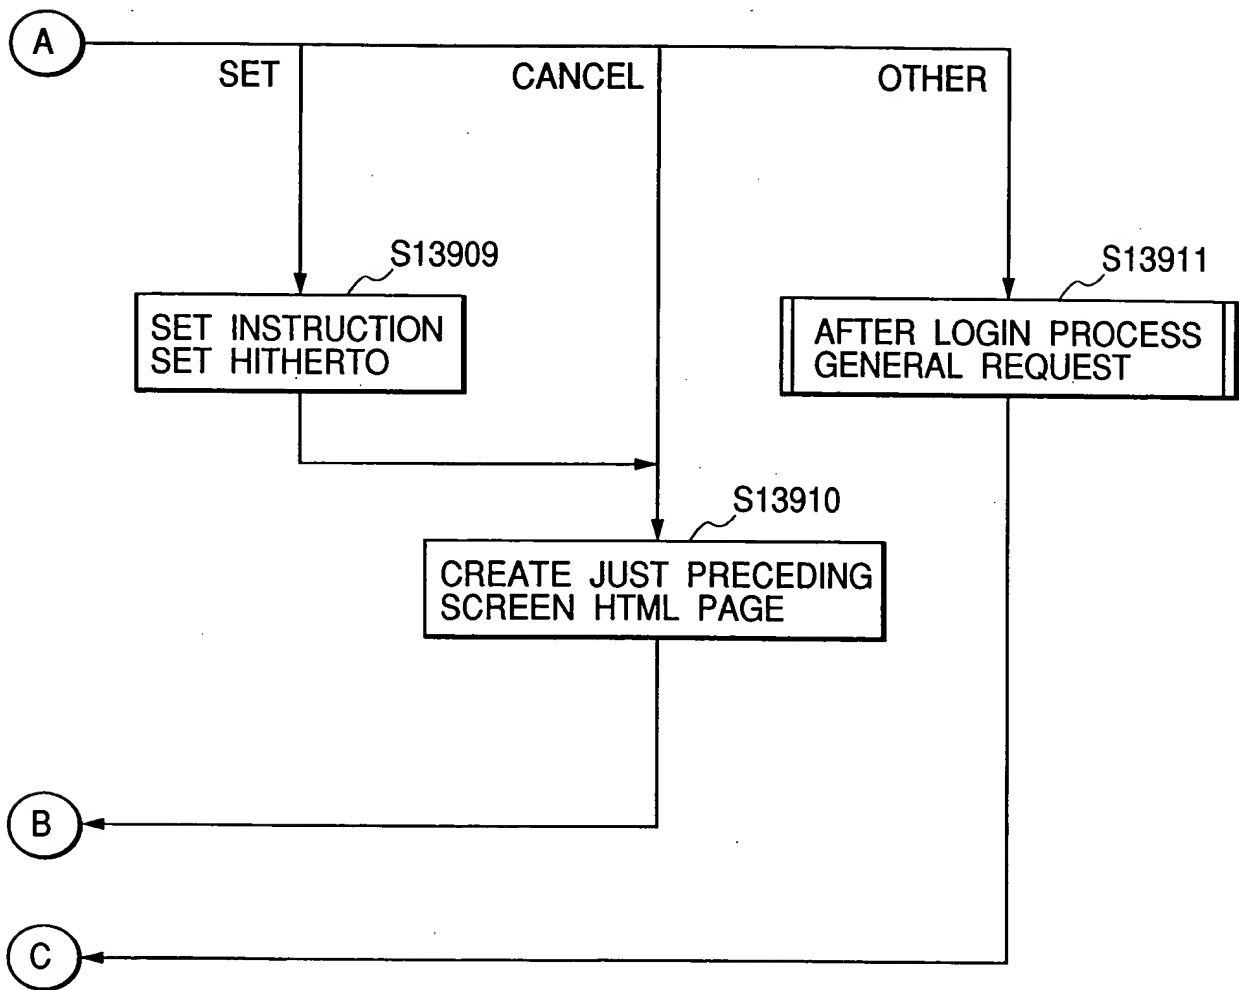 A
SET
CANCEL
OTHER
S13909
S13911
SET INSTRUCTION
SET HITHERTO
AFTER LOGIN PROCESS
GENERAL REQUEST
S13910
CREATE JUST PRECEDING
SCREEN HTML PAGE
B
C